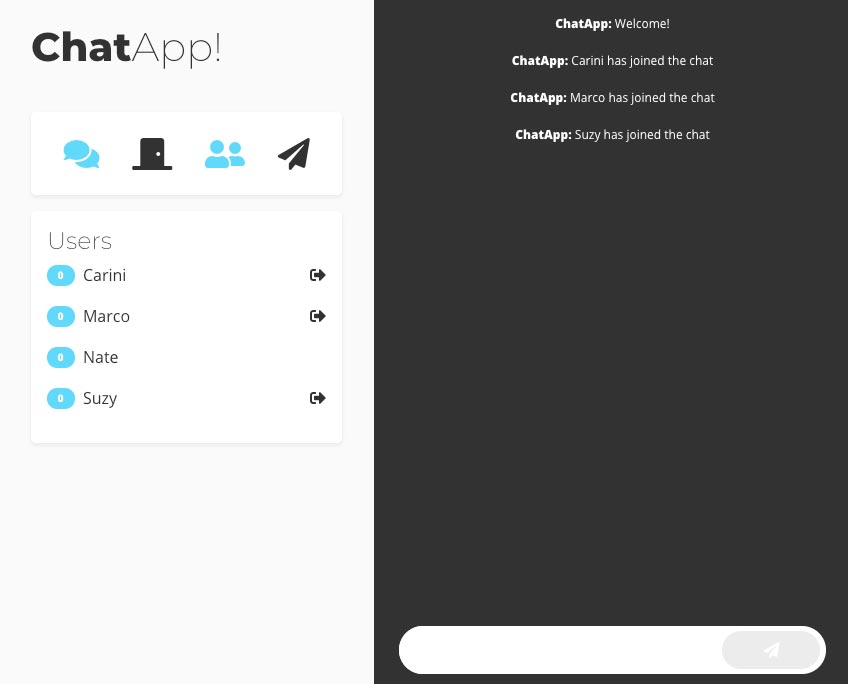 ChatApp!
Users
0 Carini
0 Marco
0 Nate
0 Suzy
ChatApp: Welcome!
ChatApp: Carini has joined the chat
ChatApp: Marco has joined the chat
ChatApp: Suzy has joined the chat